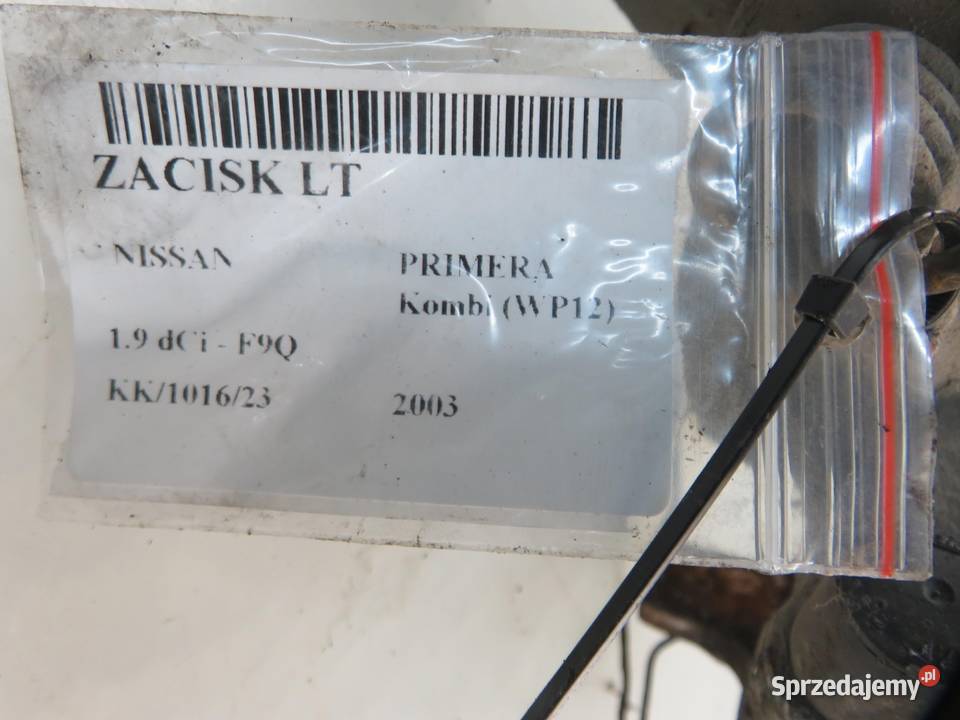 ZACISK LT
NISSAN PRIMERA
Kombi (WP12)
1.9 dCi - F9Q
KK/1016/23 2003
Sprzedajemy.pl